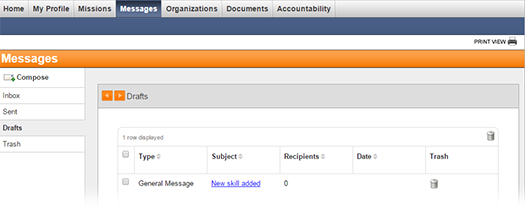 Home My Profile Missions Messages Organizations Documents Accountability
PRINT VIEW
Messages
Compose
Inbox
Sent
Drafts
Trash
Drafts
1 row displayed
Type Subject Recipients Date Trash
General Message New skill added 0